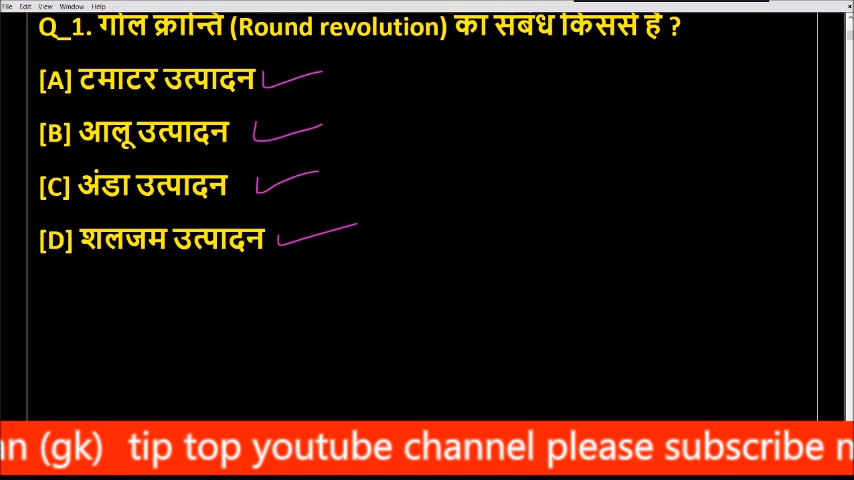 File Edit View Window Help
Q_1. गोल क्रान्ति (Round revolution) का संबंध किससे है ?
[A] टमाटर उत्पादन
[B] आलू उत्पादन
[C] अंडा उत्पादन
[D] शलजम उत्पादन
an (gk) tip top youtube channel please subscribe m